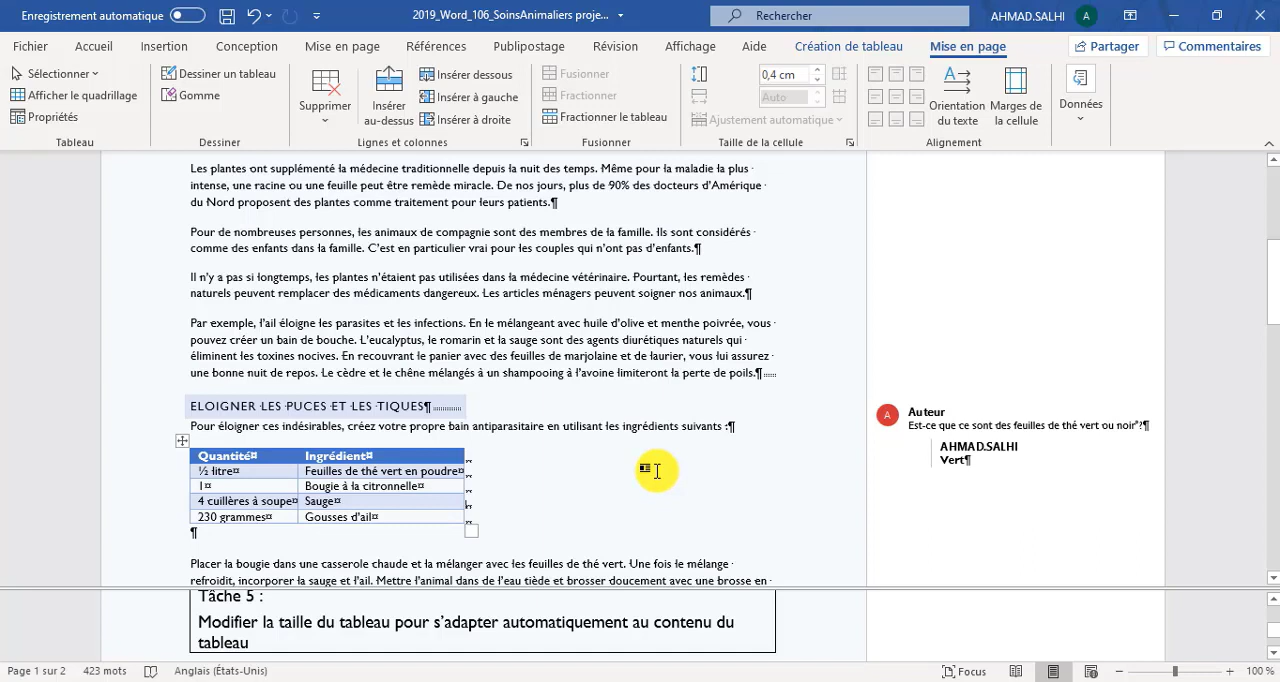 Enregistrement automatique
2019_Word_106_SoinsAnimaliers proje...
Rechercher
AHMAD.SALHI
A
Fichier
Accueil
Insertion
Conception
Mise en page
Références
Publipostage
Révision
Affichage
Aide
Création de tableau
Mise en page
Partager
Commentaires
Sélectionner
Afficher le quadrillage
Propriétés
Tableau
Dessiner un tableau
Gomme
Dessiner
Supprimer
Insérer au-dessus
Insérer dessous
Insérer à gauche
Insérer à droite
Lignes et colonnes
Fusionner
Fractionner
Fractionner le tableau
Fusionner
0,4 cm
Auto
Ajustement automatique
Taille de la cellule
Orientation du texte
Marges de la cellule
Alignement
Données
Les plantes ont supplémenté la médecine traditionnelle depuis la nuit des temps. Même pour la maladie la plus
intense, une racine ou une feuille peut être remède miracle. De nos jours, plus de 90% des docteurs d'Amérique
du Nord proposent des plantes comme traitement pour leurs patients.¶
Pour de nombreuses personnes, les animaux de compagnie sont des membres de la famille. Ils sont considérés
comme des enfants dans la famille. C'est en particulier vrai pour les couples qui n'ont pas d'enfants.¶
Il n'y a pas si longtemps, les plantes n'étaient pas utilisées dans la médecine vétérinaire. Pourtant, les remèdes
naturels peuvent remplacer des médicaments dangereux. Les articles ménagers peuvent soigner nos animaux.¶
Par exemple, l'ail éloigne les parasites et les infections. En le mélangeant avec huile d'olive et menthe poivrée, vous
pouvez créer un bain de bouche. L'eucalyptus, le romarin et la sauge sont des agents diurétiques naturels qui
éliminent les toxines nocives. En recouvrant le panier avec des feuilles de marjolaine et de laurier, vous lui assurez
une bonne nuit de repos. Le cèdre et le chêne mélangés à un shampooing à l'avoine limiteront la perte de poils.¶
ELOIGNER LES PUCES ET LES TIQUES¶
Pour éloigner ces indésirables, créez votre propre bain antiparasitaire en utilisant les ingrédients suivants :¶
Quantité¤ Ingrédient¤
½ litre¤ Feuilles de thé vert en poudre¤
1¤ Bougie à la citronnelle¤
4 cuillères à soupe¤ Sauge¤
230 grammes¤ Gousses d'ail¤
¶
Placer la bougie dans une casserole chaude et la mélanger avec les feuilles de thé vert. Une fois le mélange
refroidit, incorporer la sauge et l'ail. Mettre l'animal dans de l'eau tiède et brosser doucement avec une brosse en
A
Auteur
Est-ce que ce sont des feuilles de thé vert ou noir°?¶
AHMAD.SALHI
Vert¶
Tâche 5 :
Modifier la taille du tableau pour s'adapter automatiquement au contenu du
tableau
Page 1 sur 2
423 mots
Anglais (États-Unis)
Focus
100 %